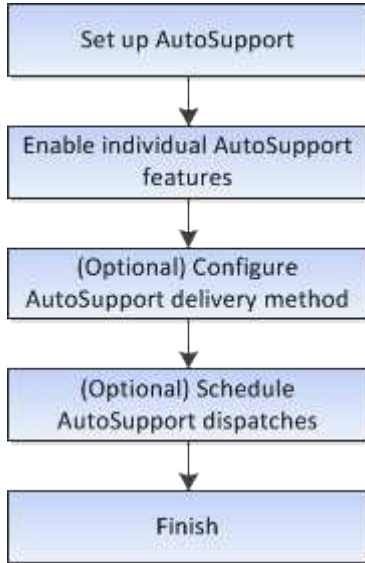 Set up AutoSupport
Enable individual AutoSupport
features
(Optional) Configure
AutoSupport delivery method
(Optional) Schedule
AutoSupport dispatches
Finish